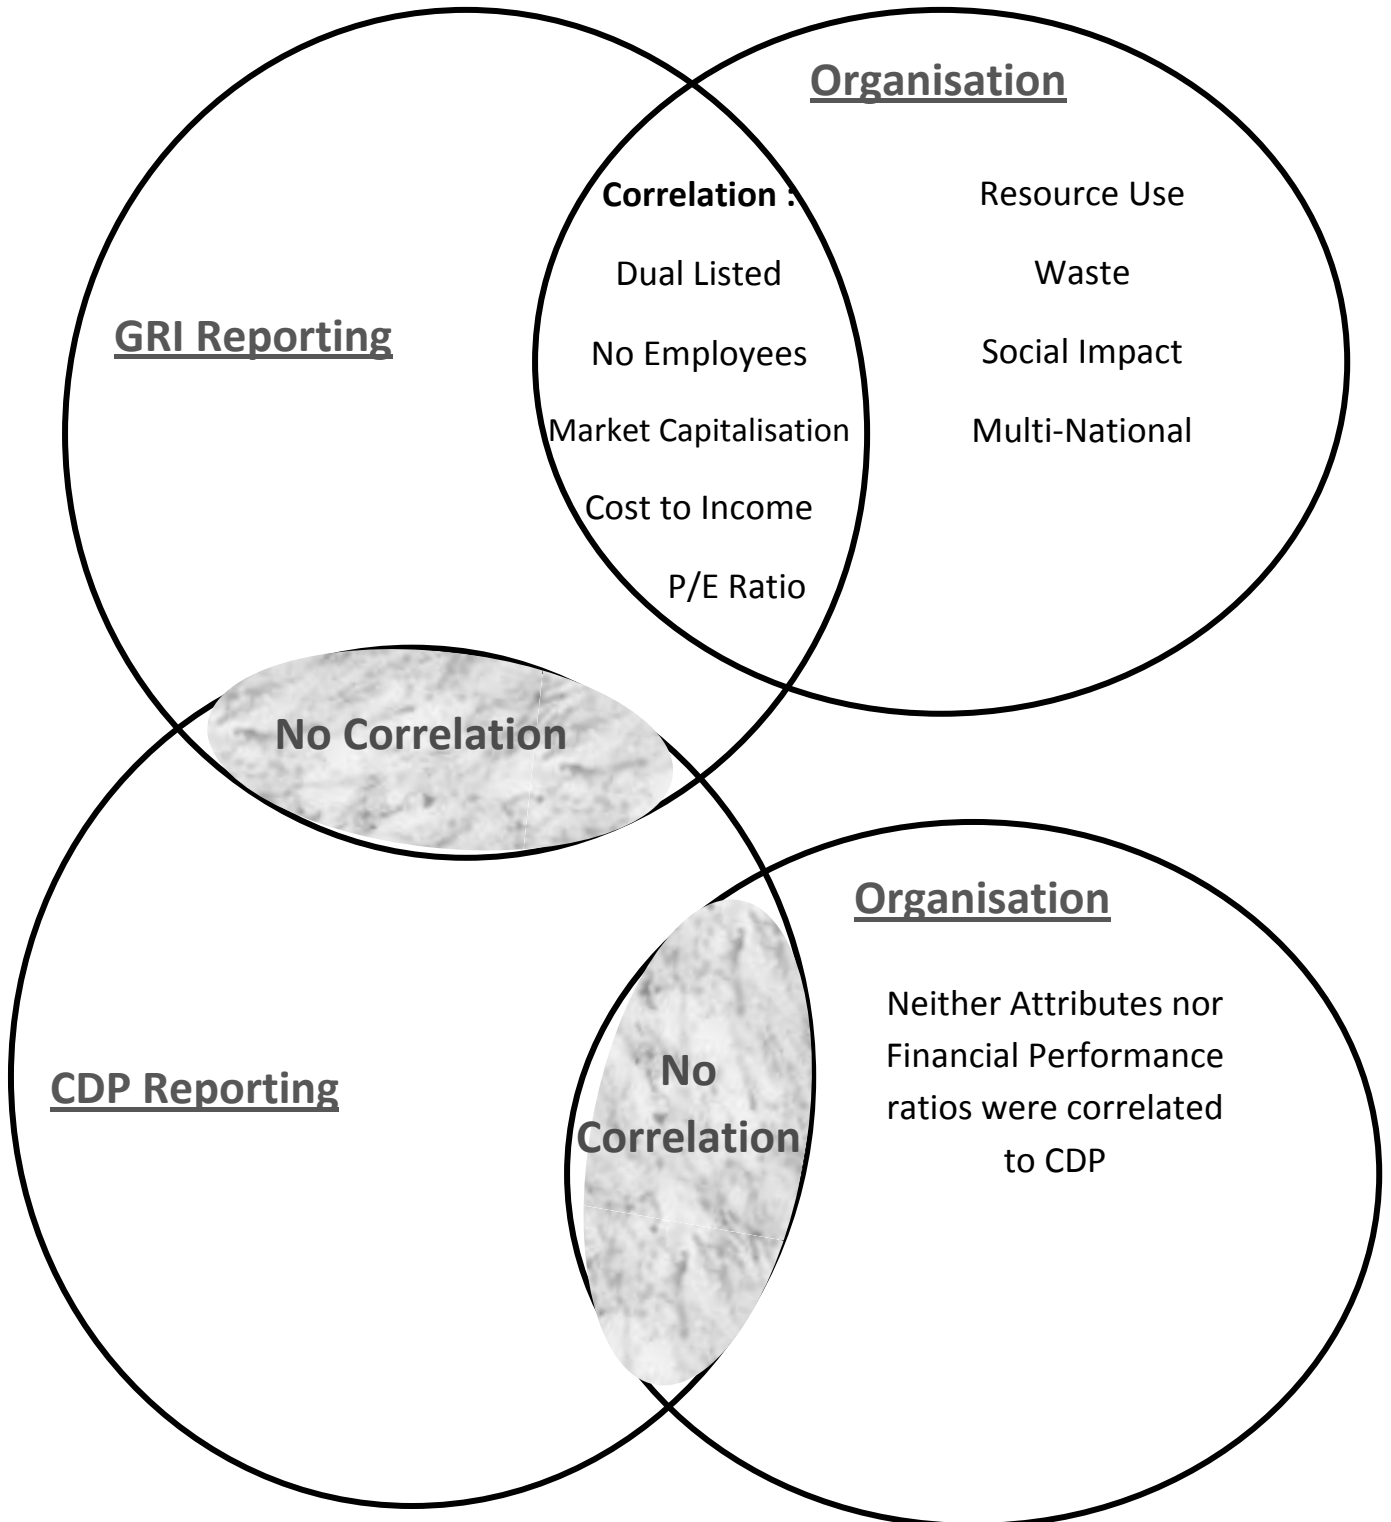 Organisation
Correlation :
Dual Listed
No Employees
Market Capitalisation
Cost to Income
P/E Ratio
Resource Use
Waste
Social Impact
Multi-National
GRI Reporting
No Correlation
CDP Reporting
No
Correlation
Organisation
Neither Attributes nor
Financial Performance
ratios were correlated
to CDP